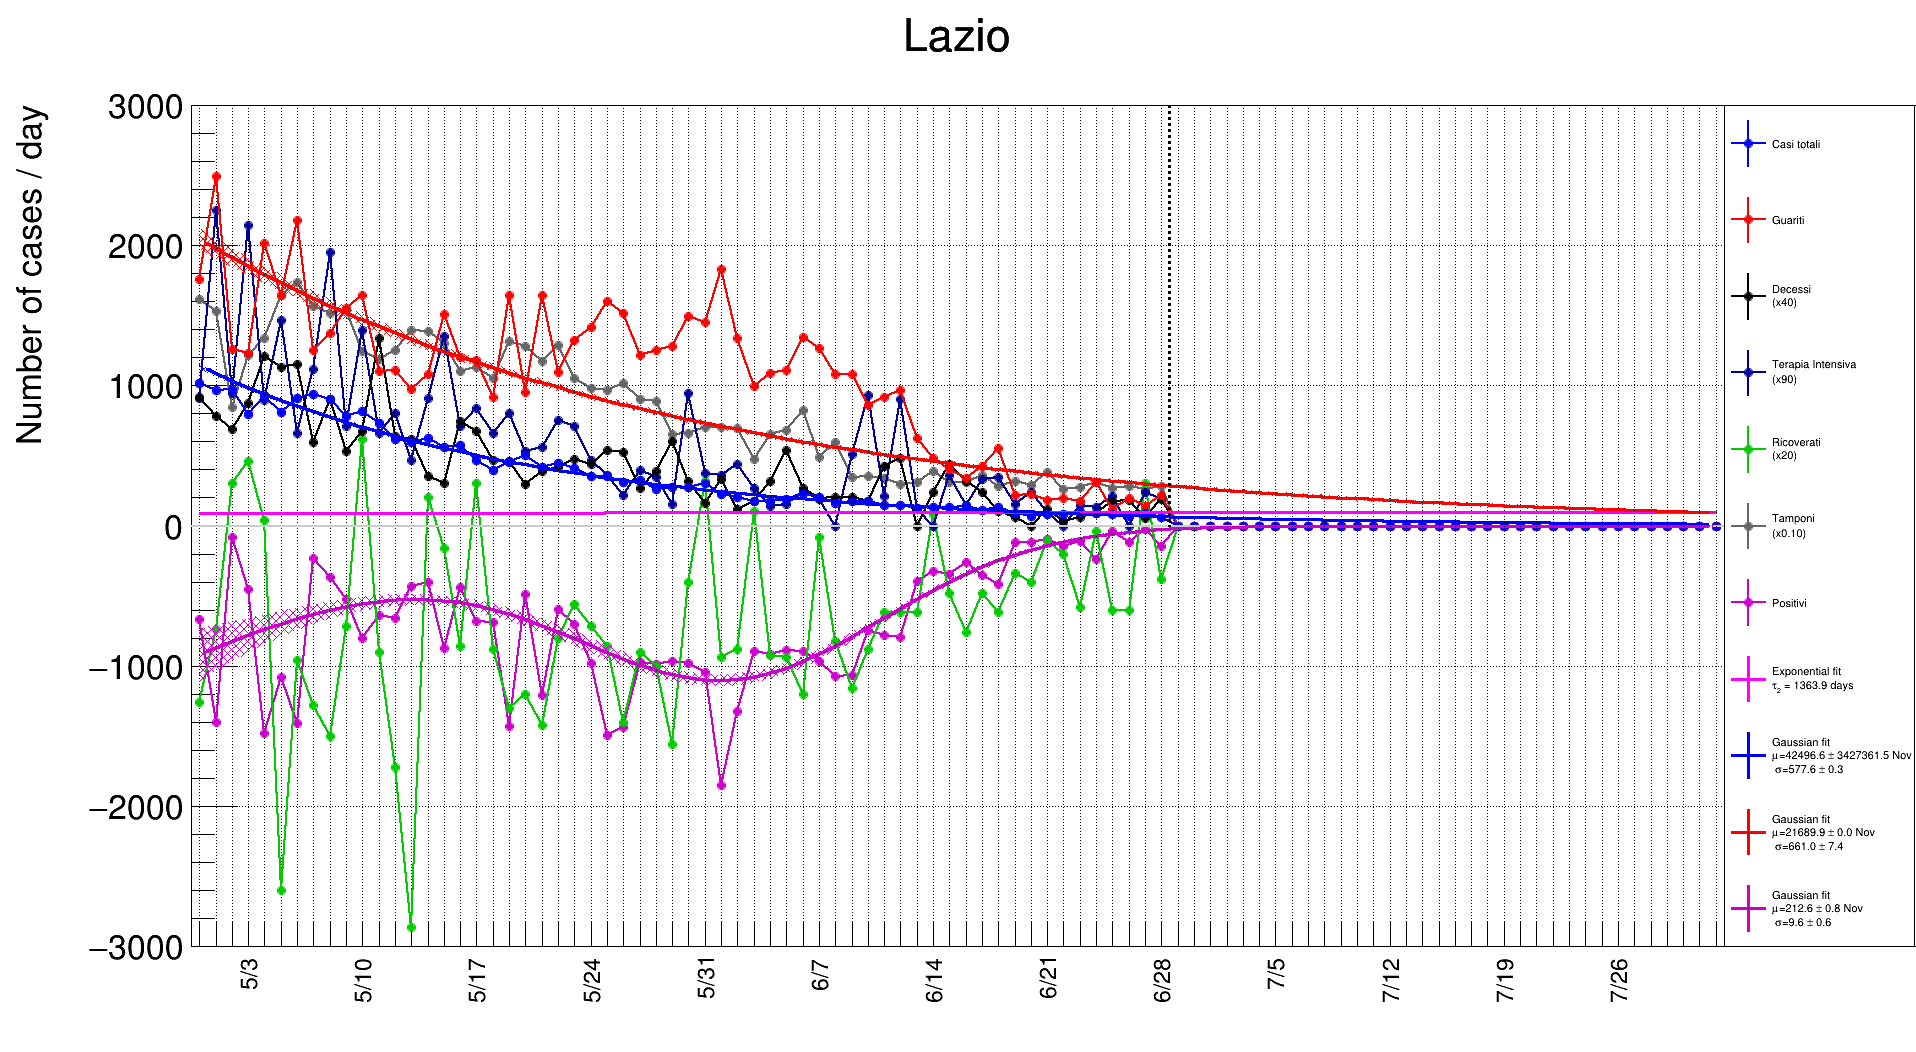 Lazio
Number of cases / day
3000
2000
1000
0
−1000
−2000
−3000
5/3
5/10
5/17
5/24
5/31
6/7
6/14
6/21
6/28
7/5
7/12
7/19
7/26
Casi totali
Guariti
Decessi
(x40)
Terapia Intensiva
(x90)
Ricoverati
(x20)
Tamponi
(x0.10)
Positivi
Exponential fit
τ₂ = 1363.9 days
Gaussian fit
μ=42496.6 ± 3427361.5 Nov
σ=577.6 ± 0.3
Gaussian fit
μ=21689.9 ± 0.0 Nov
σ=661.0 ± 7.4
Gaussian fit
μ=212.6 ± 0.8 Nov
σ=9.6 ± 0.6